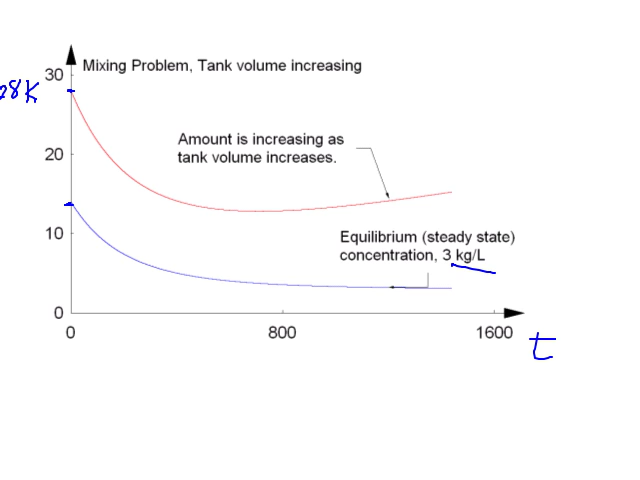 Mixing Problem, Tank volume increasing
30
28K
Amount is increasing as
tank volume increases.
20
10
Equilibrium (steady state)
concentration, 3 kg/L
0
0
800
1600
t